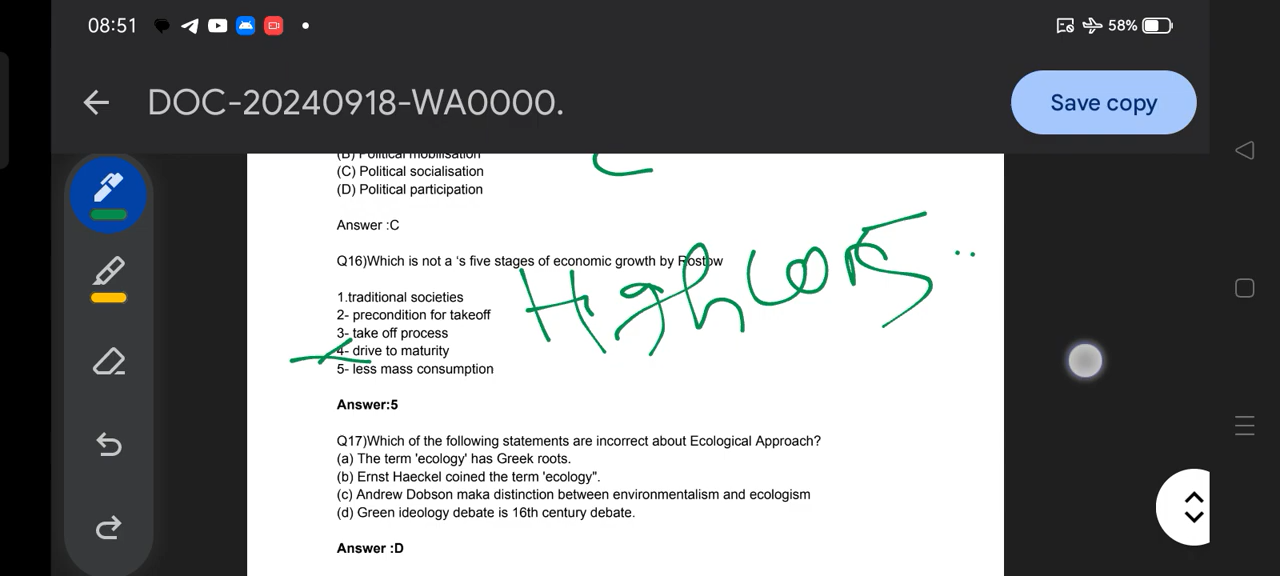 08:51
58%
DOC-20240918-WA0000.
Save copy
(B) Political mobilisation
(C) Political socialisation
(D) Political participation
Answer :C
Q16)Which is not a 's five stages of economic growth by Rostow
1.traditional societies
2- precondition for takeoff
3- take off process
4- drive to maturity
5- less mass consumption
Answer:5
Q17)Which of the following statements are incorrect about Ecological Approach?
(a) The term 'ecology' has Greek roots.
(b) Ernst Haeckel coined the term 'ecology".
(c) Andrew Dobson maka distinction between environmentalism and ecologism
(d) Green ideology debate is 16th century debate.
Answer :D
High